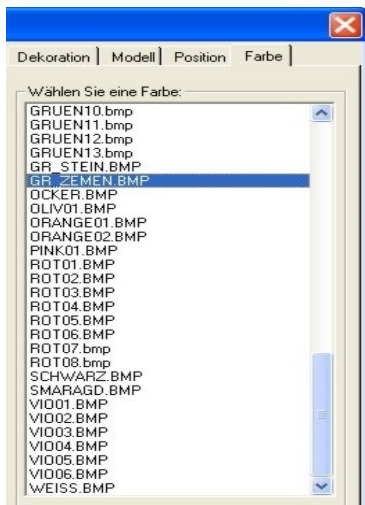 Dekoration Modell Position Farbe
Wählen Sie eine Farbe:
GRUEN10.bmp
GRUEN11.bmp
GRUEN12.bmp
GRUEN13.bmp
GR_STEIN.BMP
GR_ZEMEN.BMP
OCKER.BMP
OLIV01.BMP
ORANGE01.BMP
ORANGE02.BMP
PINK01.BMP
ROT01.BMP
ROT02.BMP
ROT03.BMP
ROT04.BMP
ROT05.BMP
ROT06.BMP
ROT07.bmp
ROT08.bmp
SCHWARZ.BMP
SMARAGD.BMP
VIO01.BMP
VIO02.BMP
VIO03.BMP
VIO04.BMP
VIO05.BMP
VIO06.BMP
WEISS.BMP